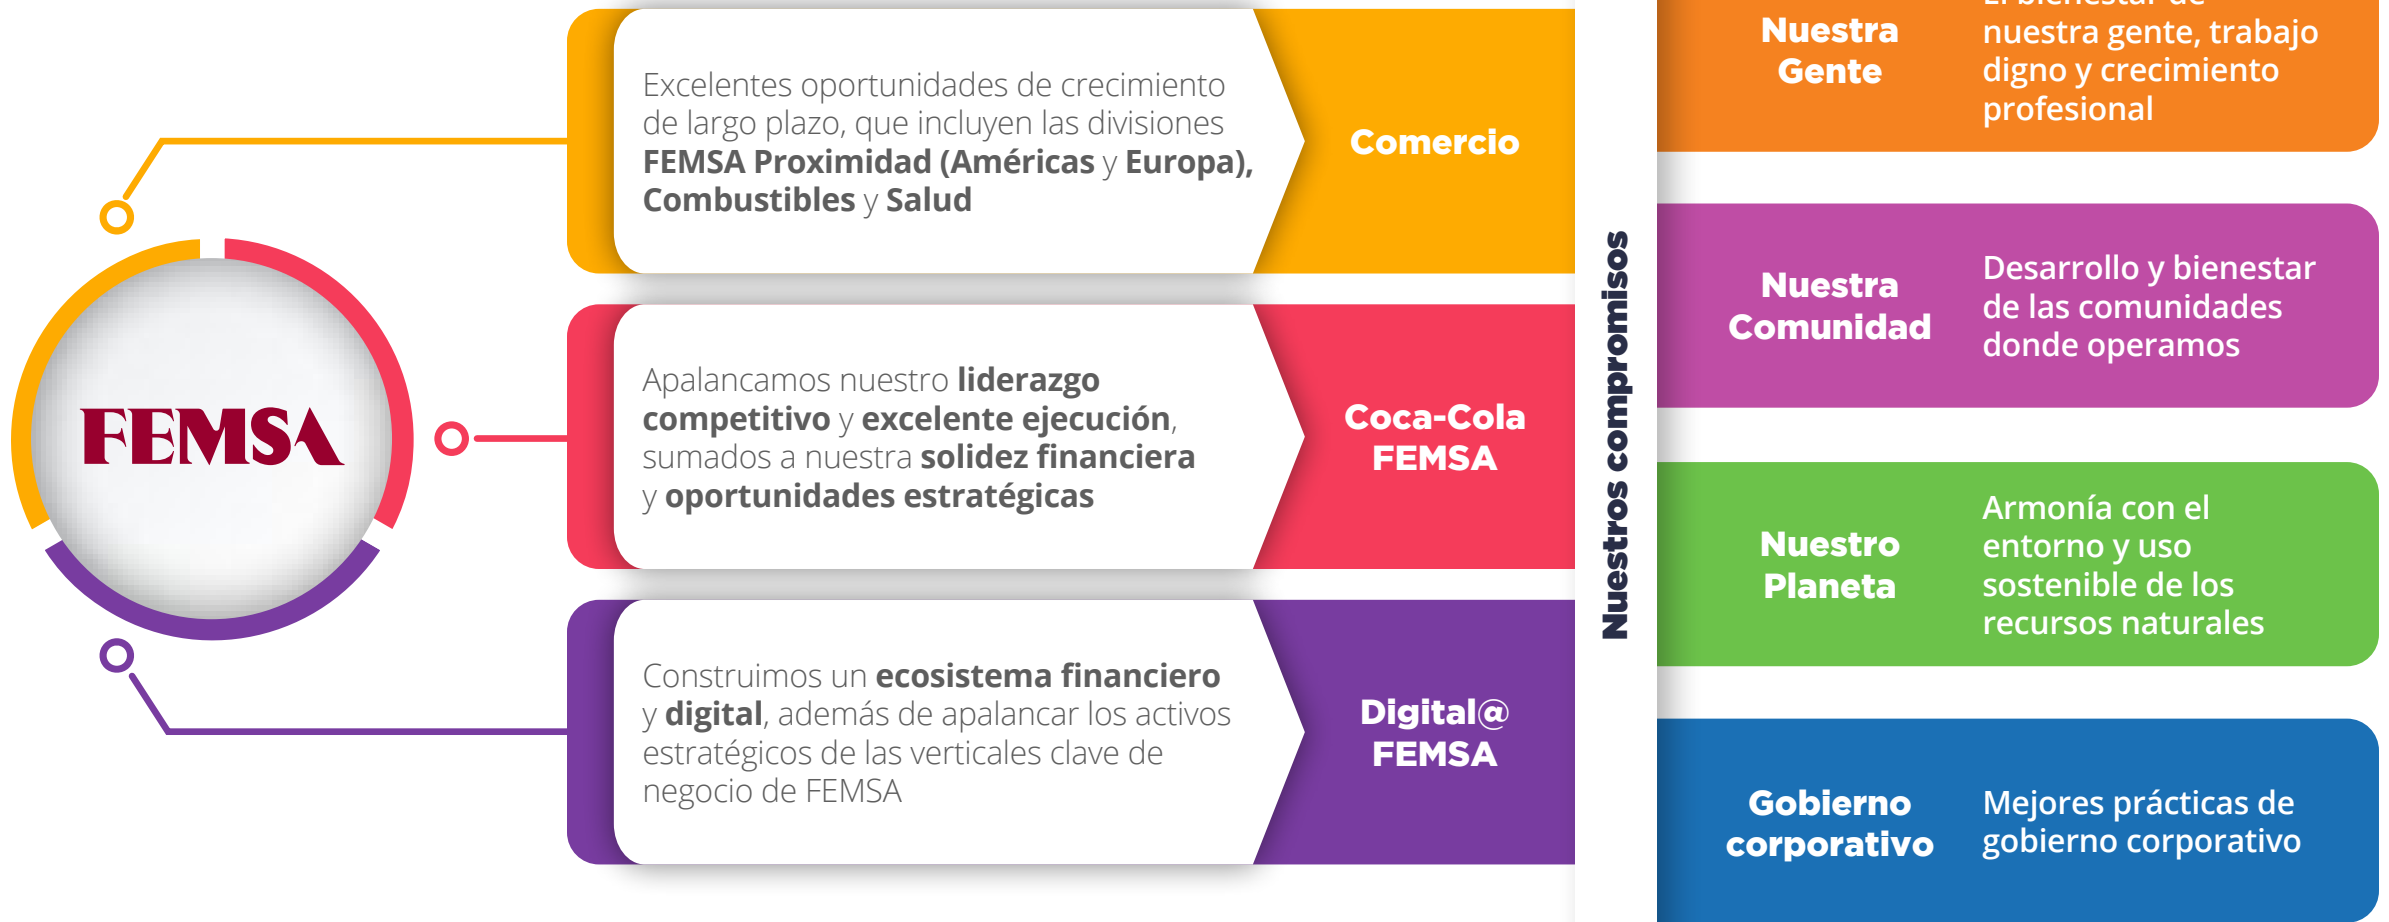 FEMSA
Excelentes oportunidades de crecimiento
de largo plazo, que incluyen las divisiones
FEMSA Proximidad (Américas y Europa),
Combustibles y Salud
Comercio
Apalancamos nuestro liderazgo
competitivo y excelente ejecución,
sumados a nuestra solidez financiera
y oportunidades estratégicas
Coca-Cola
FEMSA
Construimos un ecosistema financiero
y digital, además de apalancar los activos
estratégicos de las verticales clave de
negocio de FEMSA
Digital@
FEMSA
Nuestros compromisos
Nuestra
Gente
El bienestar de
nuestra gente, trabajo
digno y crecimiento
profesional
Nuestra
Comunidad
Desarrollo y bienestar
de las comunidades
donde operamos
Nuestro
Planeta
Armonía con el
entorno y uso
sostenible de los
recursos naturales
Gobierno
corporativo
Mejores prácticas de
gobierno corporativo